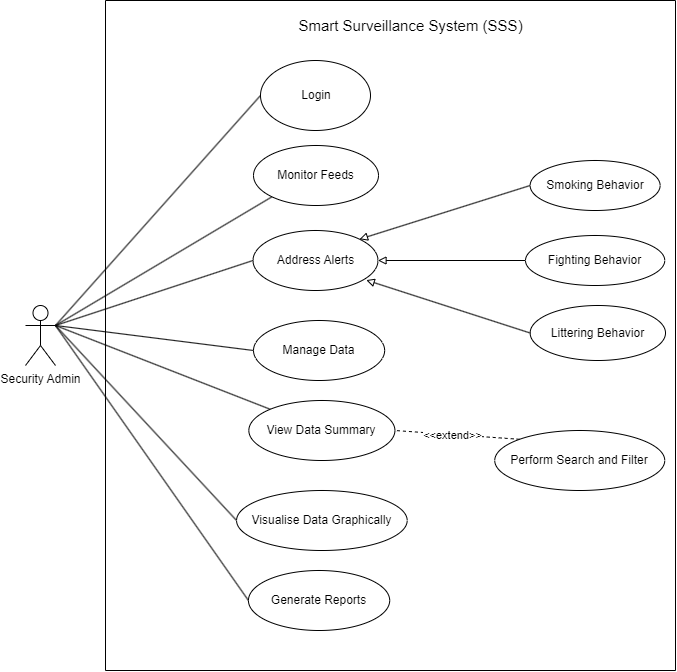 Smart Surveillance System (SSS)
Login
Monitor Feeds
Smoking Behavior
Address Alerts
Fighting Behavior
Littering Behavior
Security Admin
Manage Data
View Data Summary
<<extend>>
Perform Search and Filter
Visualise Data Graphically
Generate Reports